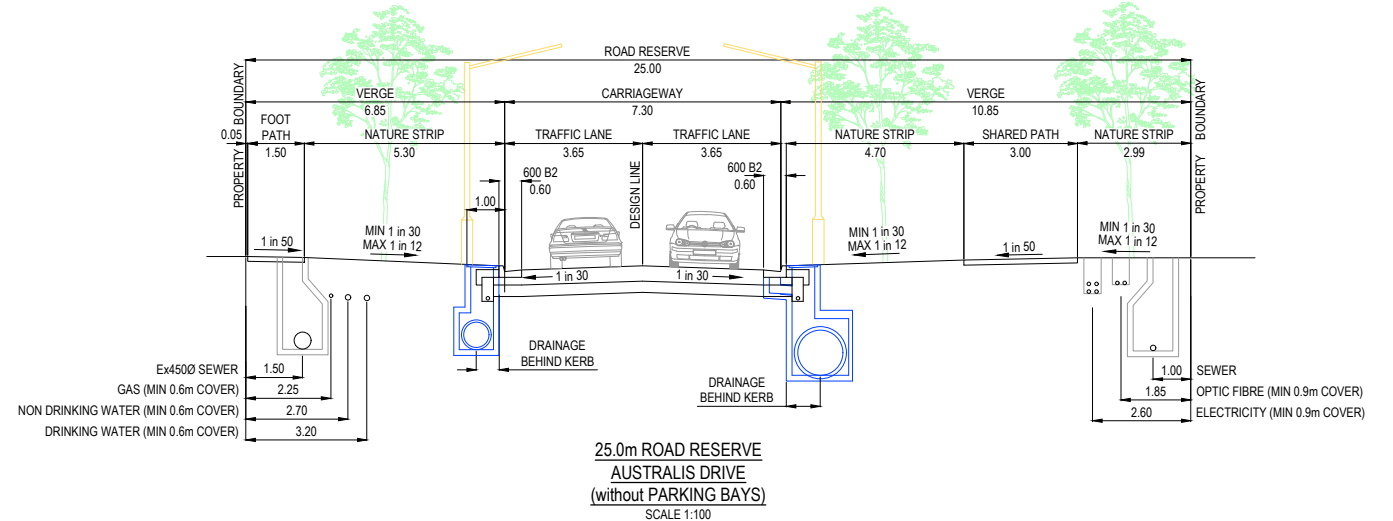 ROAD RESERVE
25.00
PROPERTY BOUNDARY
VERGE
6.85
CARRIAGEWAY
7.30
VERGE
10.85
PROPERTY BOUNDARY
0.05
FOOT
PATH
1.50
NATURE STRIP
5.30
TRAFFIC LANE
3.65
TRAFFIC LANE
3.65
NATURE STRIP
4.70
SHARED PATH
3.00
NATURE STRIP
2.99
600 B2
0.60
DESIGN LINE
600 B2
0.60
1.00
1 in 50
MIN 1 in 30
MAX 1 in 12
1 in 30
1 in 30
MIN 1 in 30
MAX 1 in 12
1 in 50
MIN 1 in 30
MAX 1 in 12
DRAINAGE
BEHIND KERB
DRAINAGE
BEHIND KERB
Ex450Ø SEWER
1.50
GAS (MIN 0.6m COVER)
2.25
NON DRINKING WATER (MIN 0.6m COVER)
2.70
DRINKING WATER (MIN 0.6m COVER)
3.20
1.00
SEWER
1.85
OPTIC FIBRE (MIN 0.9m COVER)
2.60
ELECTRICITY (MIN 0.9m COVER)
25.0m ROAD RESERVE
AUSTRALIS DRIVE
(without PARKING BAYS)
SCALE 1:100